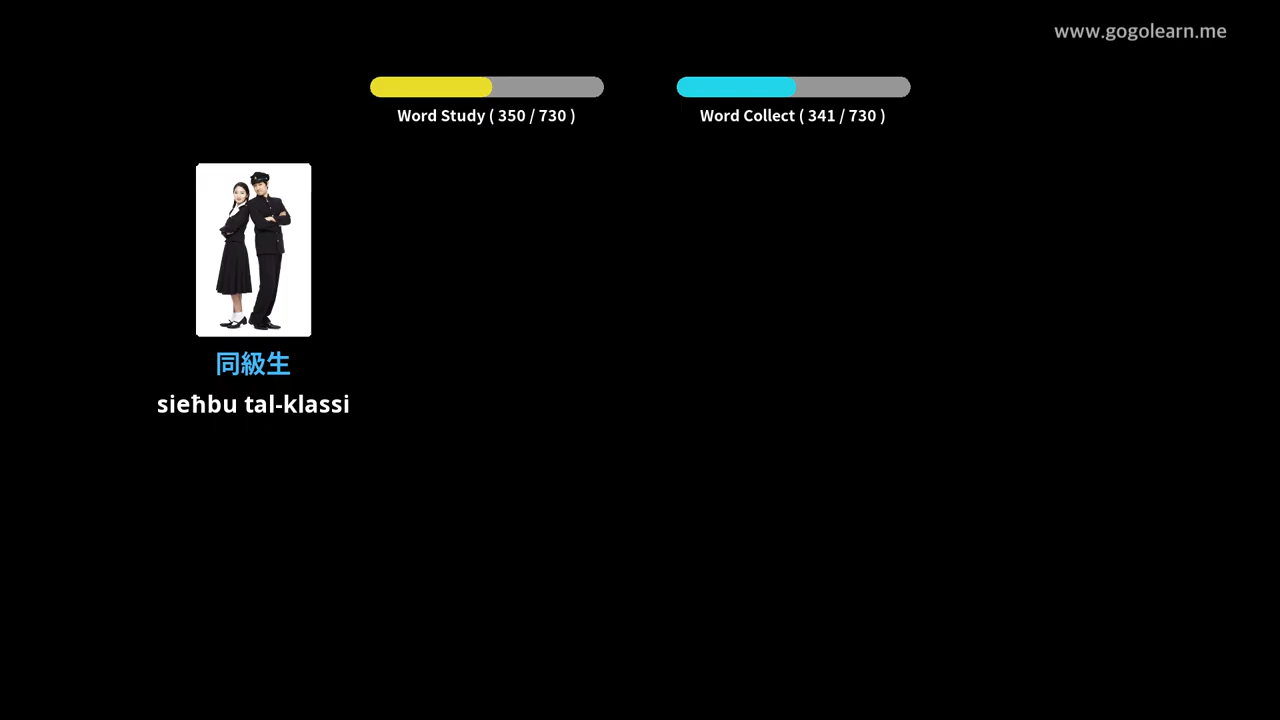 www.gogolearn.me
Word Study ( 350 / 730 )
Word Collect ( 341 / 730 )
同級生
sieħbu tal-klassi